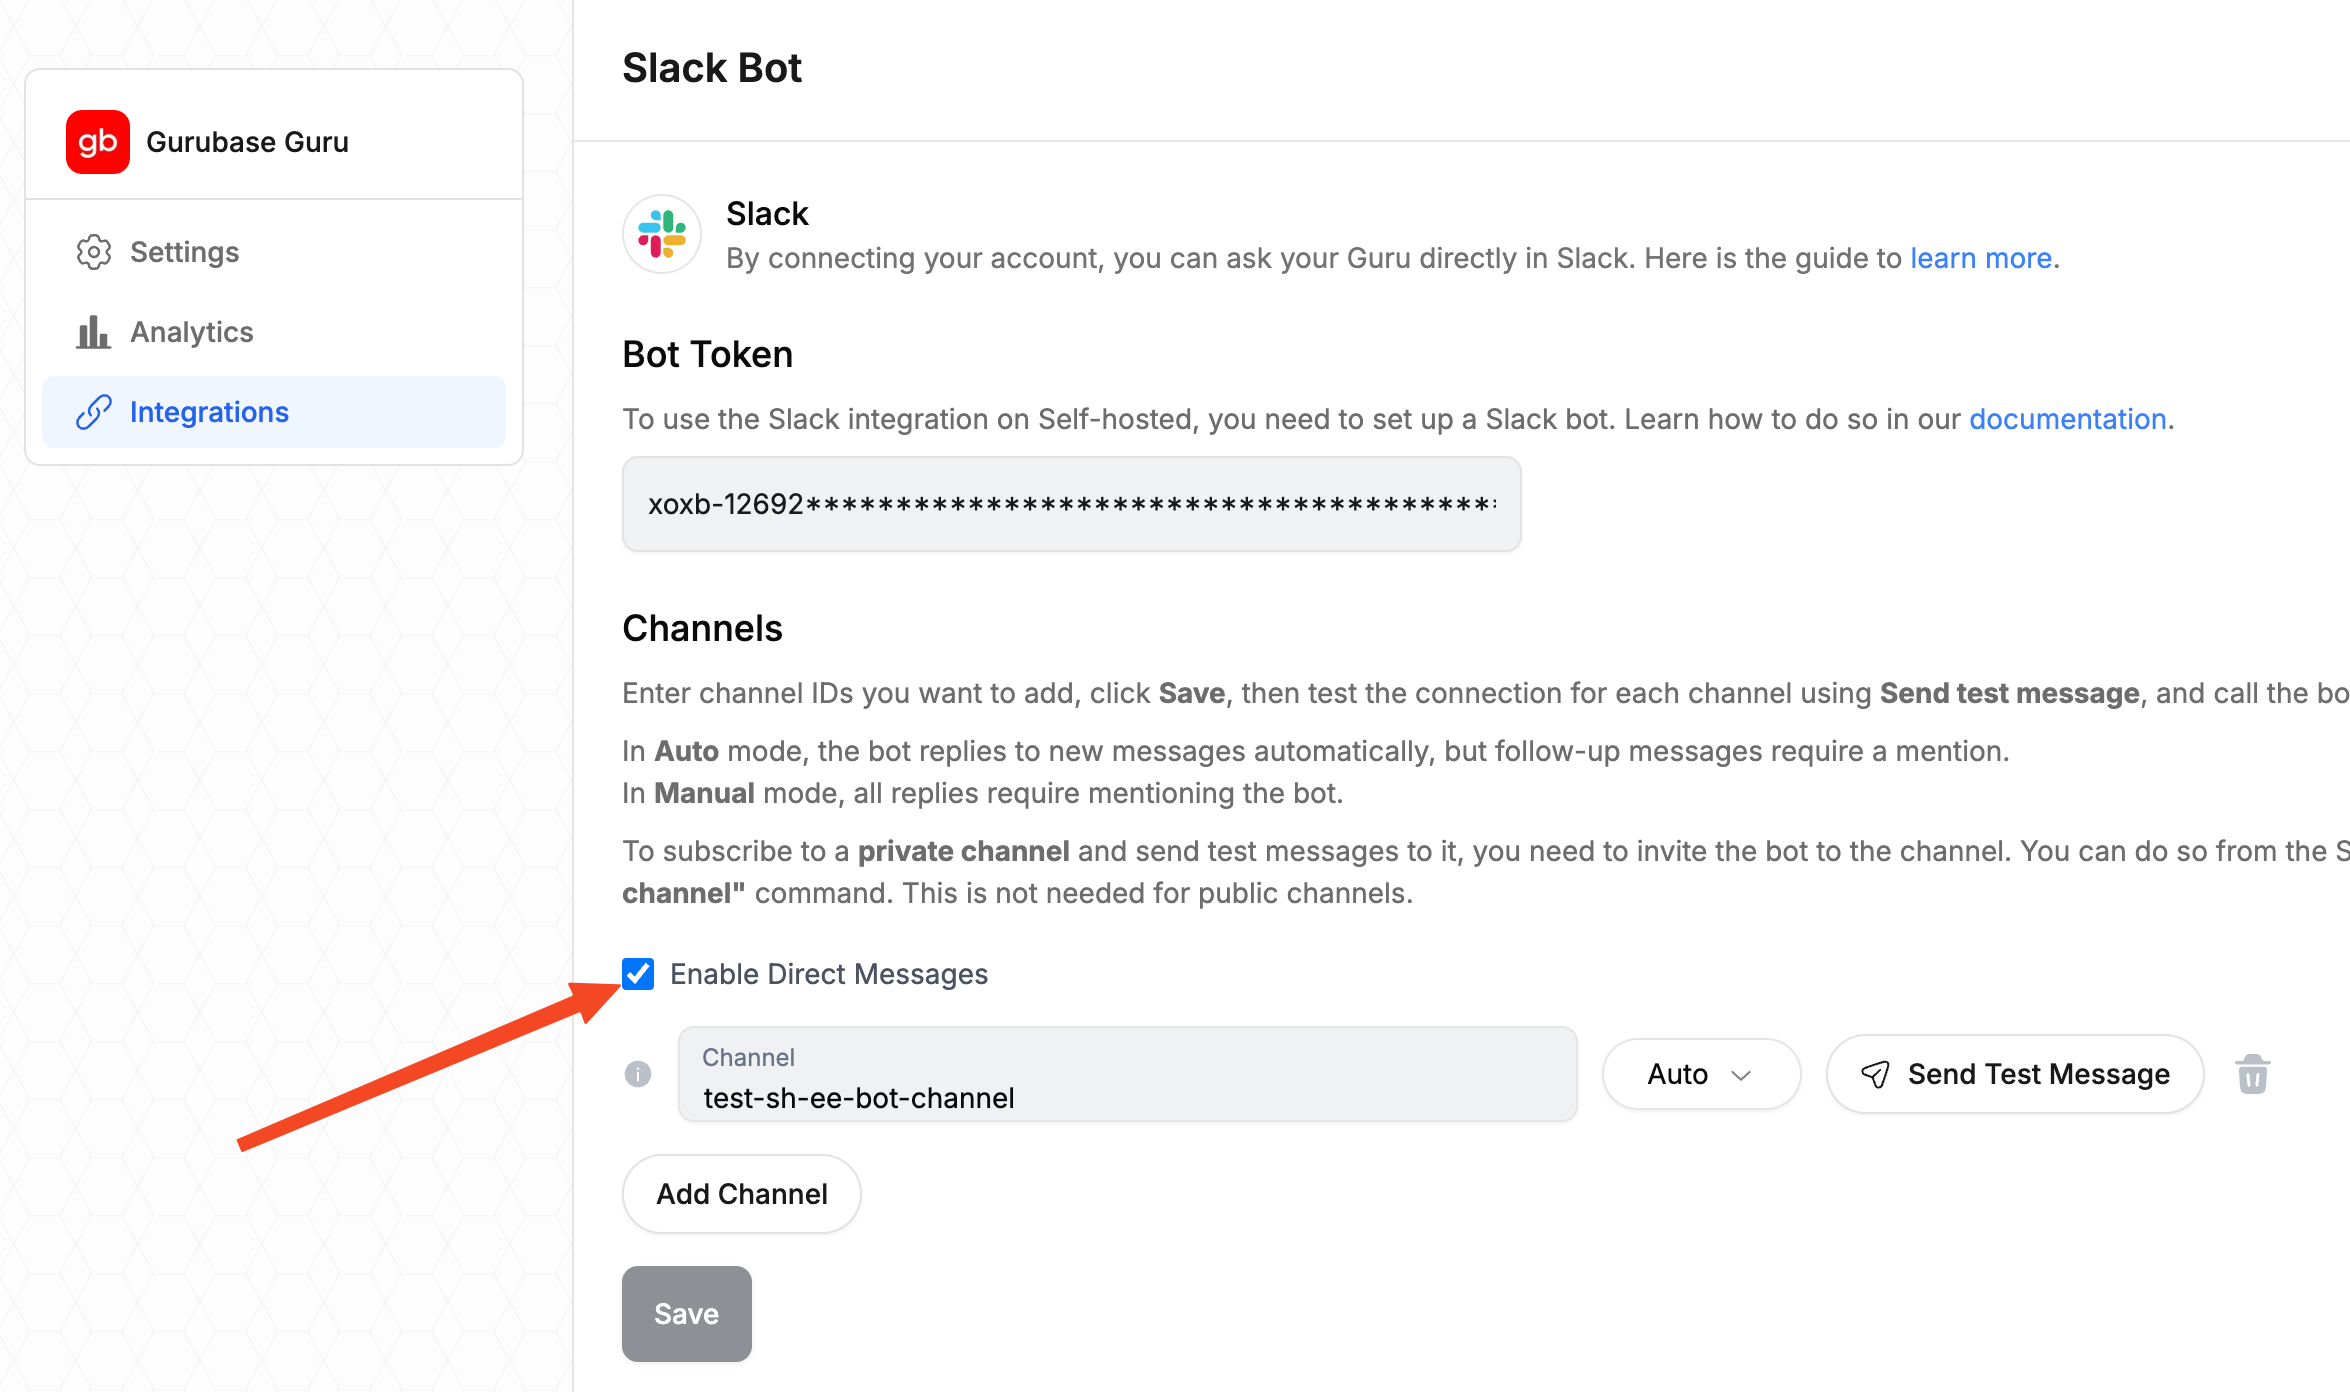 Slack Bot
gb Gurubase Guru
Settings
Analytics
Integrations
Slack
By connecting your account, you can ask your Guru directly in Slack. Here is the guide to learn more.
Bot Token
To use the Slack integration on Self-hosted, you need to set up a Slack bot. Learn how to do so in our documentation.
xoxb-12692**************************************
Channels
Enter channel IDs you want to add, click Save, then test the connection for each channel using Send test message, and call the bo
In Auto mode, the bot replies to new messages automatically, but follow-up messages require a mention.
In Manual mode, all replies require mentioning the bot.
To subscribe to a private channel and send test messages to it, you need to invite the bot to the channel. You can do so from the S
channel" command. This is not needed for public channels.
Enable Direct Messages
Channel
test-sh-ee-bot-channel
Auto
Send Test Message
Add Channel
Save